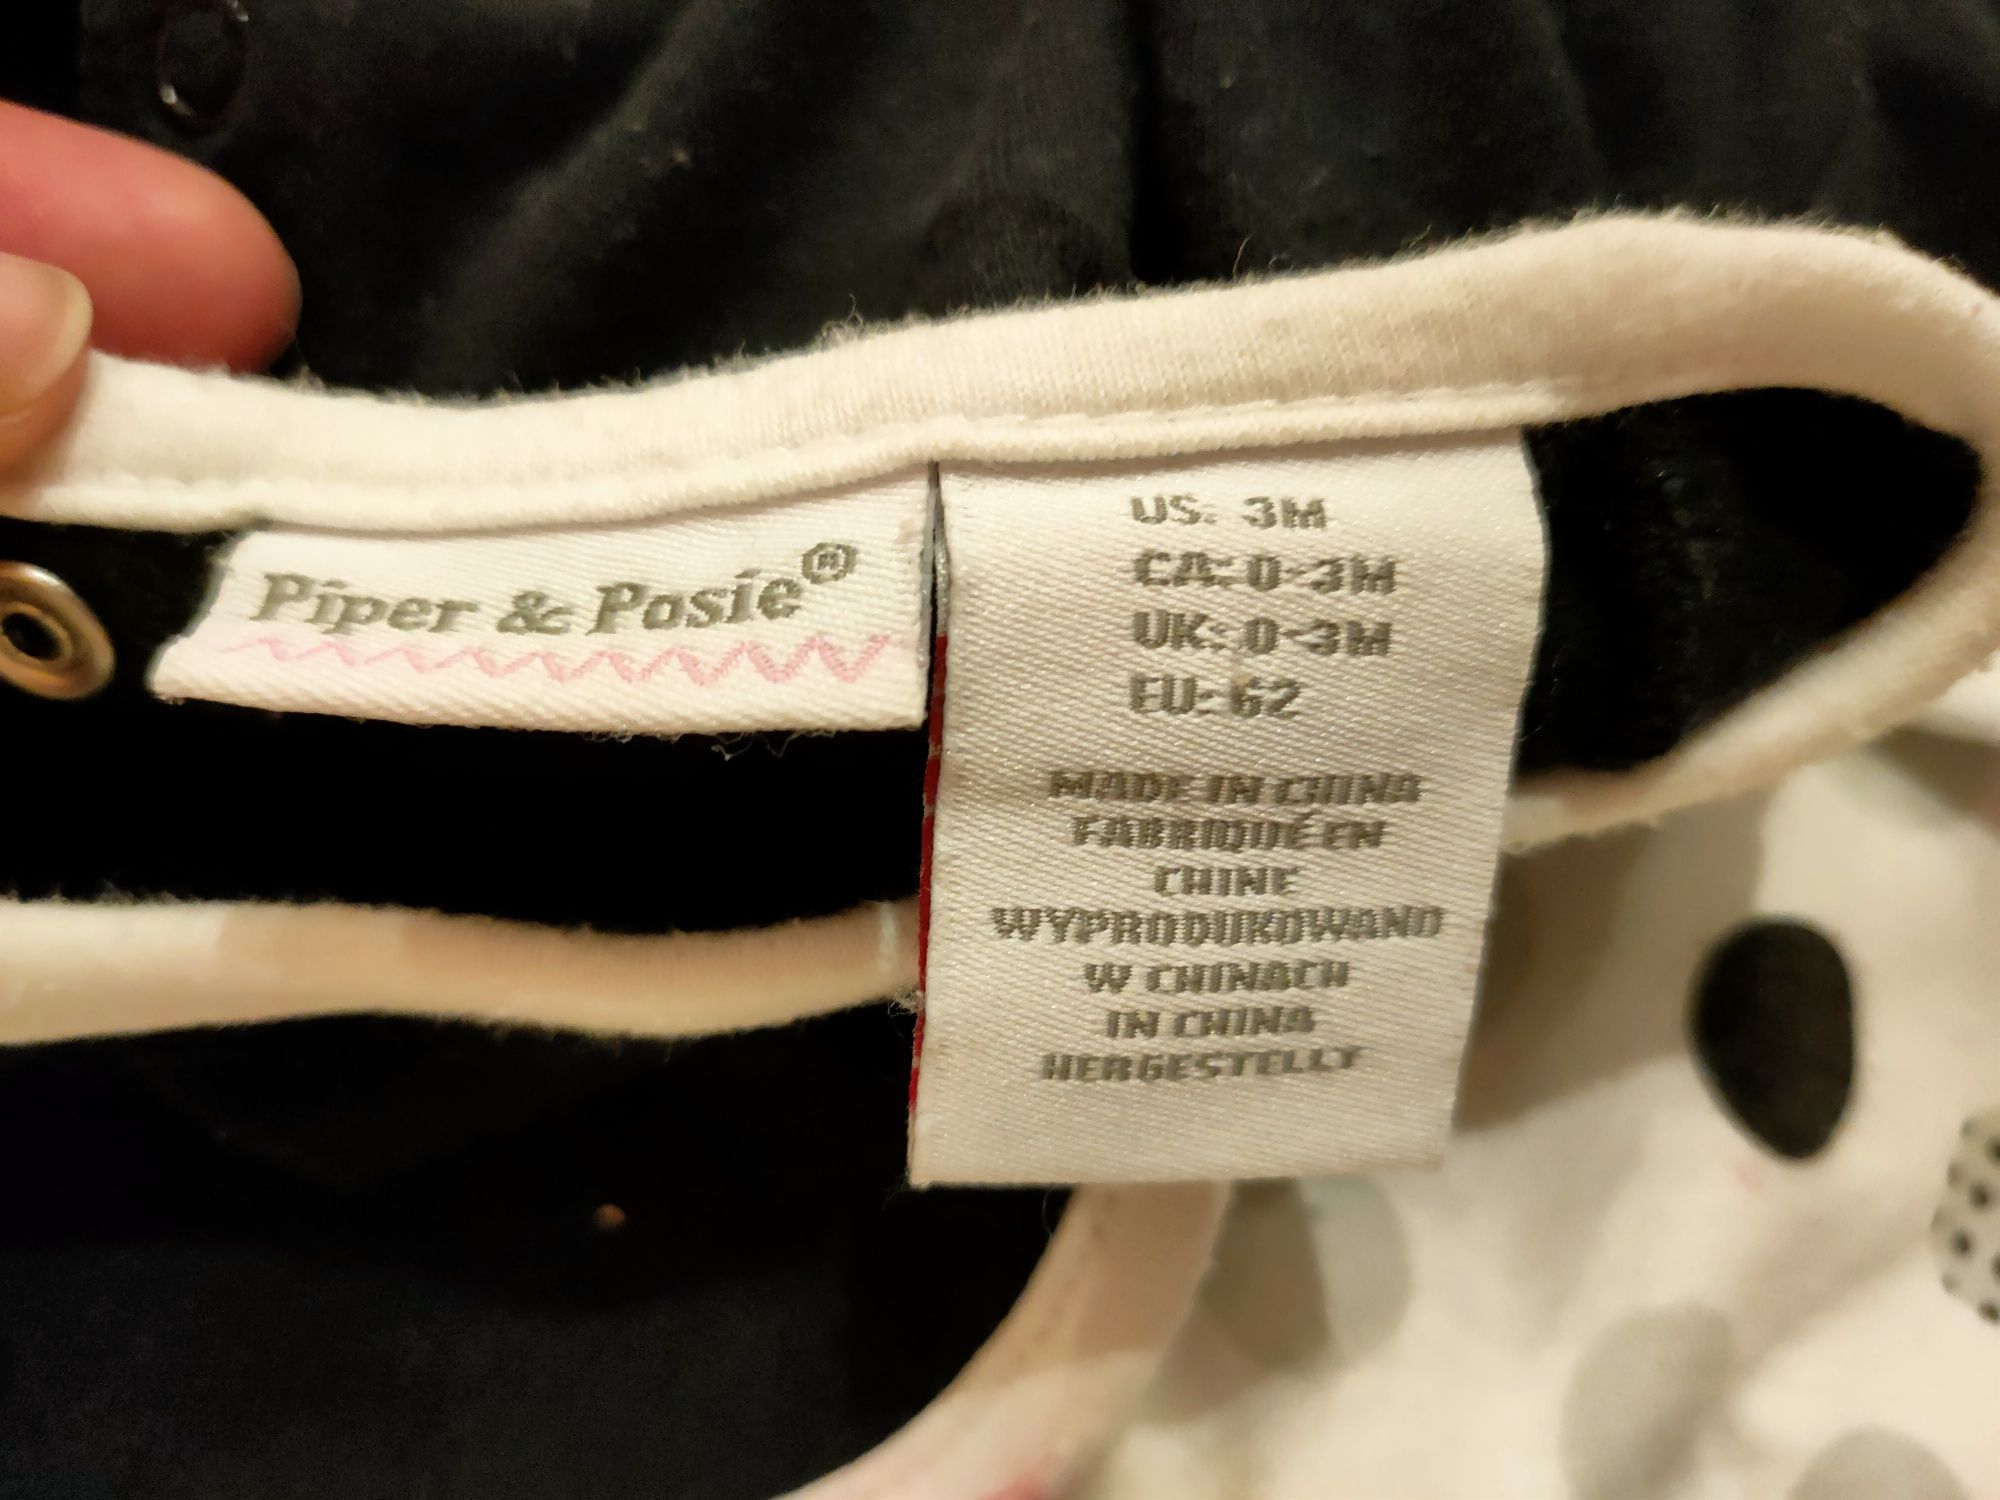 Piper & Posie®
US: 3M
CA: 0-3M
UK: 0-3M
EU: 62
MADE IN CHINA
FABRIQUÉ EN
CHINE
WYPRODUKOWANO
W CHINACH
IN CHINA
HERGESTELLT